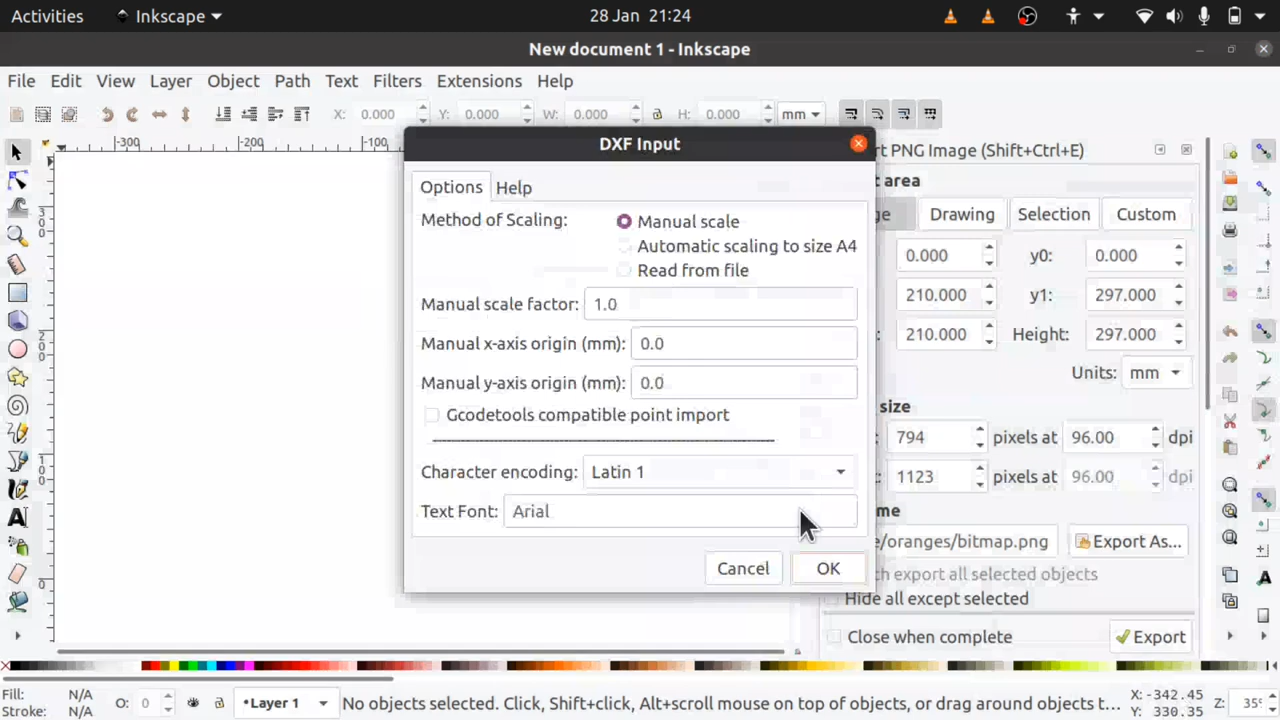 Activities Inkscape 28 Jan 21:24
New document 1 - Inkscape
File Edit View Layer Object Path Text Filters Extensions Help
X: 0.000 Y: 0.000 W: 0.000 H: 0.000 mm
-300 -200 -100
DXF Input
rt PNG Image (Shift+Ctrl+E)
Options Help
t area
Method of Scaling: Manual scale
Automatic scaling to size A4
Read from file
ge Drawing Selection Custom
0.000 y0: 0.000
Manual scale factor: 1.0
210.000 y1: 297.000
Manual x-axis origin (mm): 0.0
210.000 Height: 297.000
Manual y-axis origin (mm): 0.0
Units: mm
Gcodetools compatible point import
size
794 pixels at 96.00 dpi
Character encoding: Latin 1
1123 pixels at 96.00 dpi
Text Font: Arial
me
e/oranges/bitmap.png Export As...
Cancel OK
ch export all selected objects
Hide all except selected
Close when complete Export
Fill: N/A
Stroke: N/A
O: 0
•Layer 1
No objects selected. Click, Shift+click, Alt+scroll mouse on top of objects, or drag around objects t...
X: -342.45
Y: 330.35
Z: 35